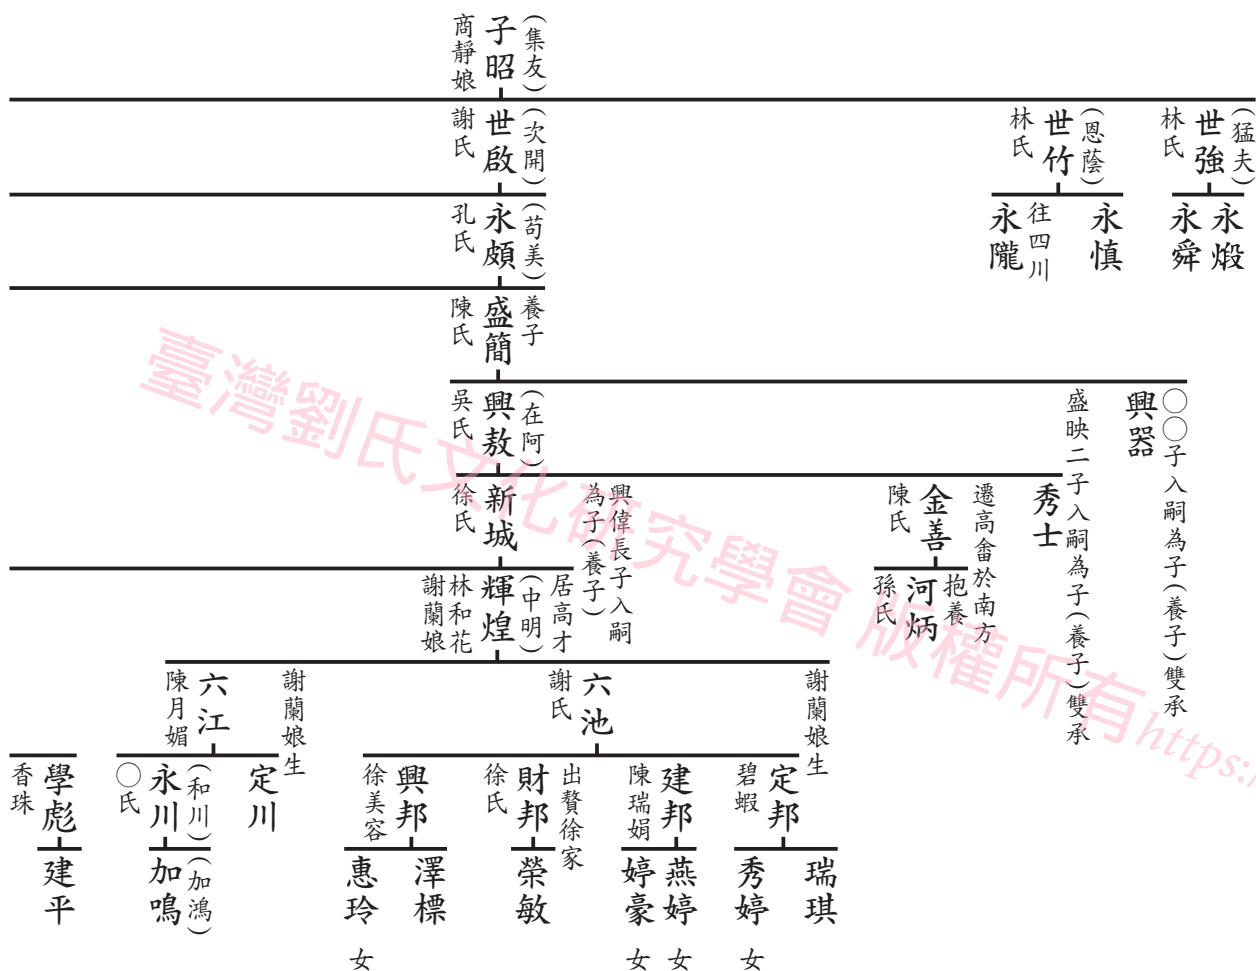 (集友)
子昭
商靜娘
(猛夫)
世強
林氏
(恩蔭)
世竹
林氏
(次開)
世啟
謝氏
永煅
永舜
永慎
往四川
永隴
(苟美)
永頗
孔氏
養子
盛簡
陳氏
○○子入嗣為子(養子)雙承
興器
盛映二子入嗣為子(養子)雙承
(在阿)
興敖
吳氏
秀士
遷高畲於南方
金善
陳氏
興偉長子入嗣
為子(養子)
新城
徐氏
抱養
河炳
孫氏
居高才
(中明)
輝煌
林和花
謝蘭娘
謝蘭娘生
六池
謝氏
謝蘭娘生
六江
陳月媚
定邦
碧蝦
建邦
陳瑞娟
出贅徐家
財邦
徐氏
興邦
徐美容
定川
(和川)
永川
○氏
學彪
香珠
瑞琪
秀婷 女
燕婷 女
婷豪 女
榮敏
澤標
惠玲 女
(加鴻)
加鳴
建平
臺灣劉氏文化研究學會 版權所有https:/